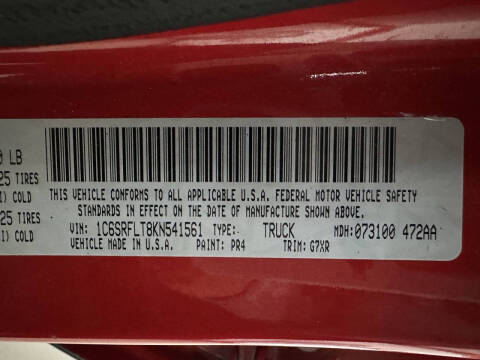 0 LB
25 TIRES
I) COLD
25 TIRES
I) COLD
THIS VEHICLE CONFORMS TO ALL APPLICABLE U.S.A. FEDERAL MOTOR VEHICLE SAFETY
STANDARDS IN EFFECT ON THE DATE OF MANUFACTURE SHOWN ABOVE.
VIN: 1C6SRFLT8KN541561 TYPE: TRUCK MDH: 073100 472AA
VEHICLE MADE IN U.S.A. PAINT: PR4 TRIM: G7XR